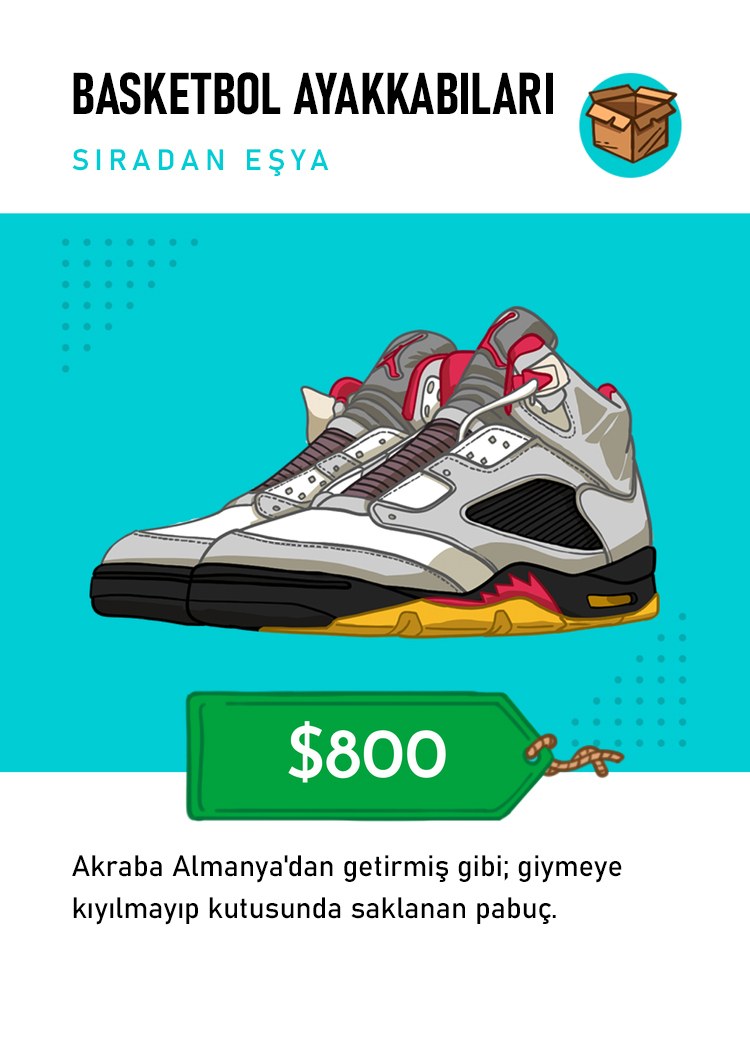 BASKETBOL AYAKKABILARI
SIRADAN EŞYA
$800
Akraba Almanya'dan getirmiş gibi; giymeye
kıyılmayıp kutusunda saklanan pabuç.